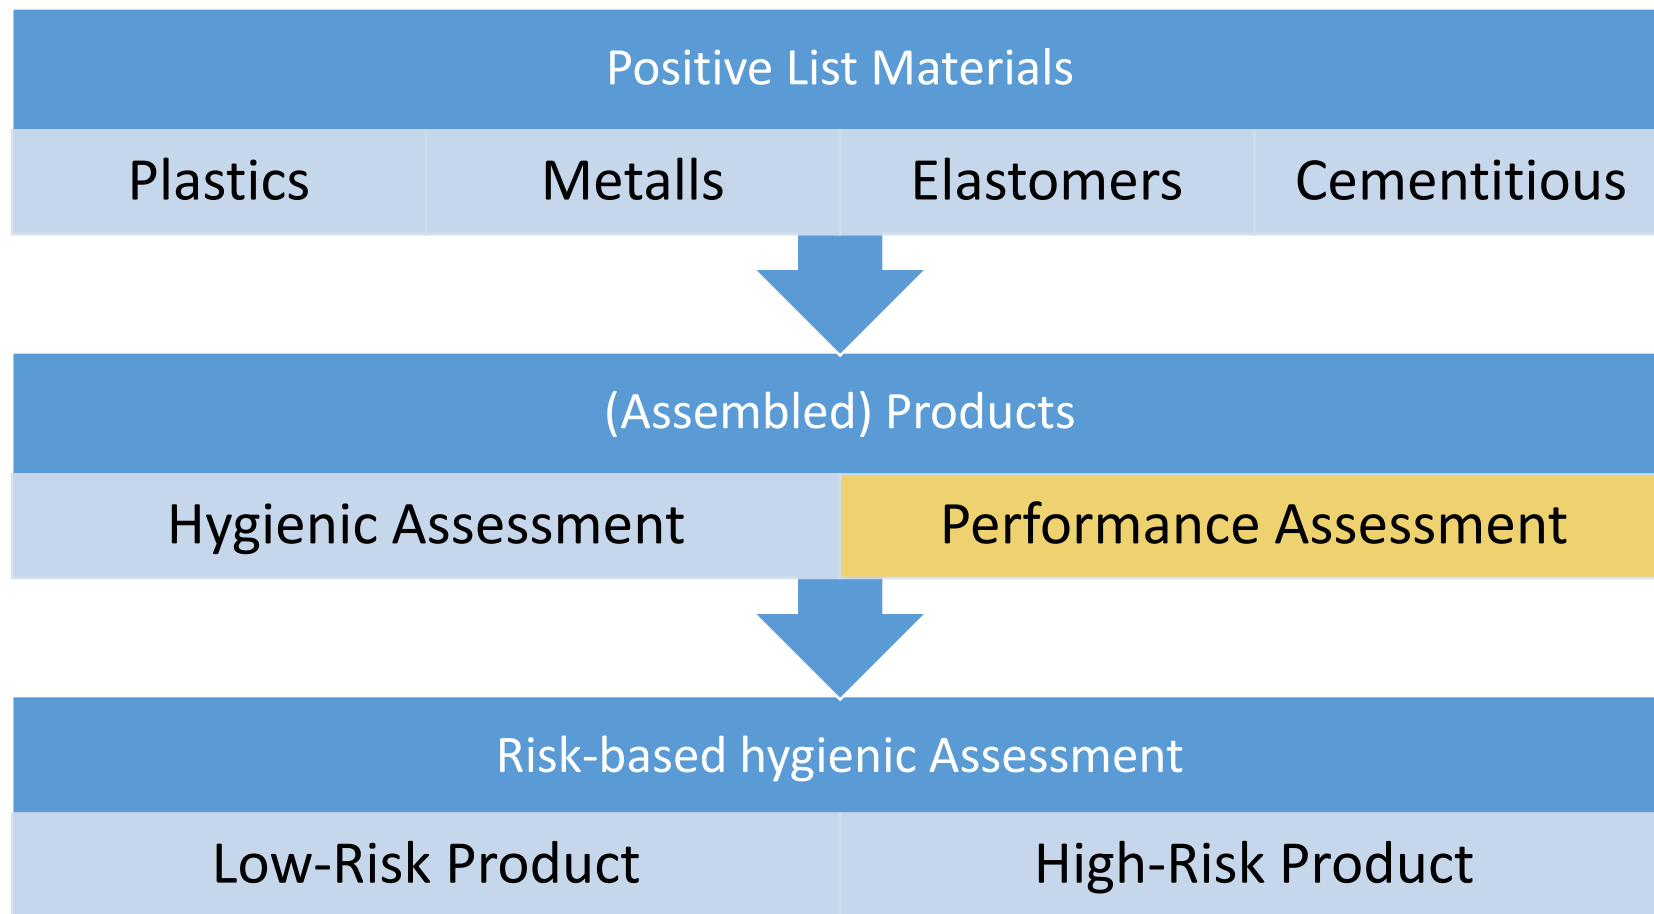 Positive List Materials
Plastics Metalls Elastomers Cementitious
(Assembled) Products
Hygienic Assessment Performance Assessment
Risk-based hygienic Assessment
Low-Risk Product High-Risk Product